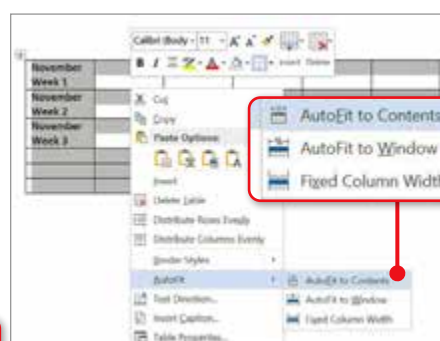 Calibri (Body) 11 A A
B I A Insert Delete
November
Week 1
November
Week 2
November
Week 3
Cut
Copy
Paste Options:
Insert
Delete Table
Distribute Rows Evenly
Distribute Columns Evenly
Border Styles
AutoFit
Text Direction...
Insert Caption...
Table Properties...
AutoFit to Contents
AutoFit to Window
Fixed Column Width
AutoFit to Contents
AutoFit to Window
Fixed Column Width